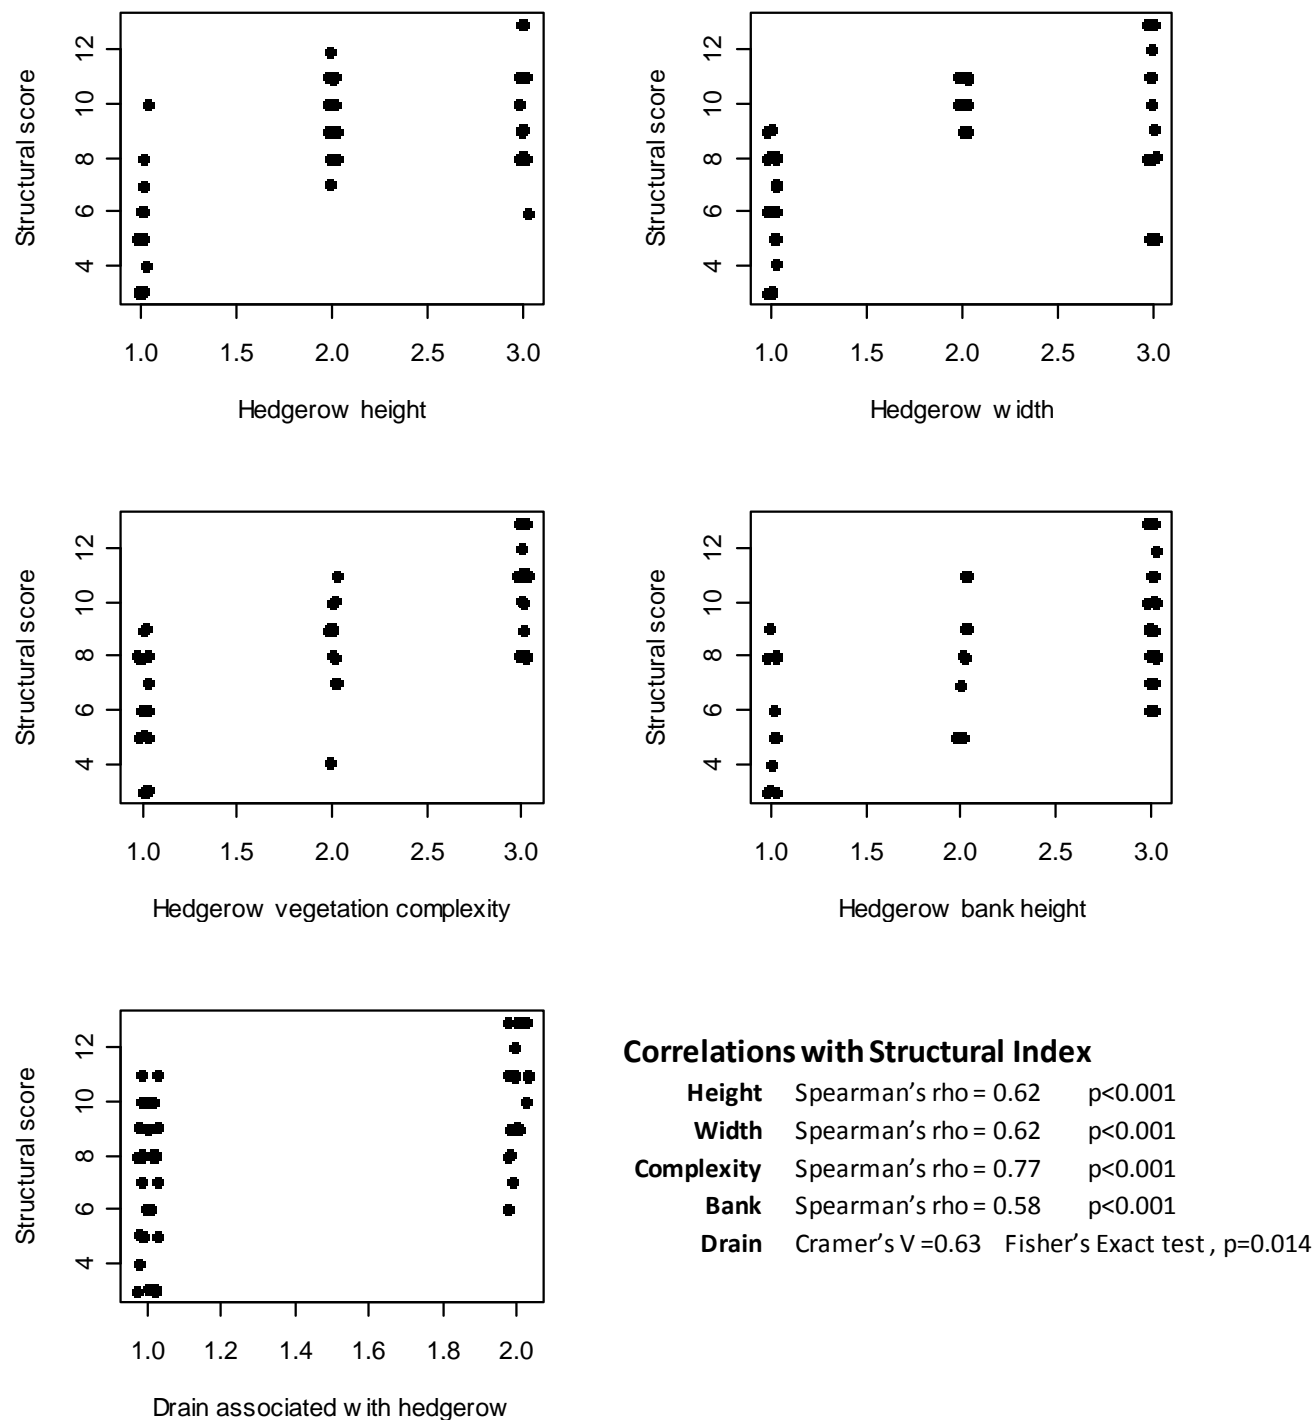 Structural score
4 6 8 10 12
1.0 1.5 2.0 2.5 3.0
Hedgerow height
Structural score
4 6 8 10 12
1.0 1.5 2.0 2.5 3.0
Hedgerow width
Structural score
4 6 8 10 12
1.0 1.5 2.0 2.5 3.0
Hedgerow vegetation complexity
Structural score
4 6 8 10 12
1.0 1.5 2.0 2.5 3.0
Hedgerow bank height
Structural score
4 6 8 10 12
1.0 1.2 1.4 1.6 1.8 2.0
Drain associated with hedgerow
Correlations with Structural Index
Height Spearman’s rho = 0.62 p<0.001
Width Spearman’s rho = 0.62 p<0.001
Complexity Spearman’s rho = 0.77 p<0.001
Bank Spearman’s rho = 0.58 p<0.001
Drain Cramer’s V =0.63 Fisher’s Exact test , p=0.014